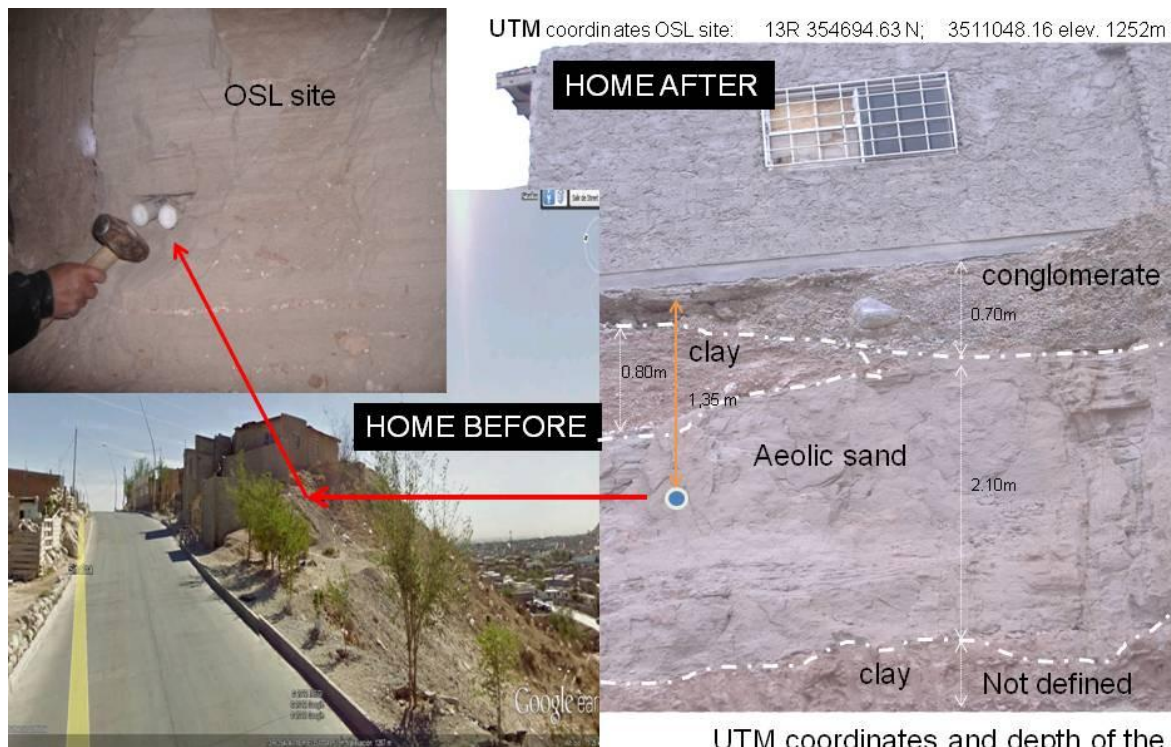 UTM coordinates OSL site: 13R 354694.63 N; 3511048.16 elev. 1252m
OSL site
HOME AFTER
conglomerate
0.70m
clay
0.80m
1,35 m
HOME BEFORE
Aeolic sand
2.10m
clay
Not defined
Google ear
UTM coordinates and depth of the